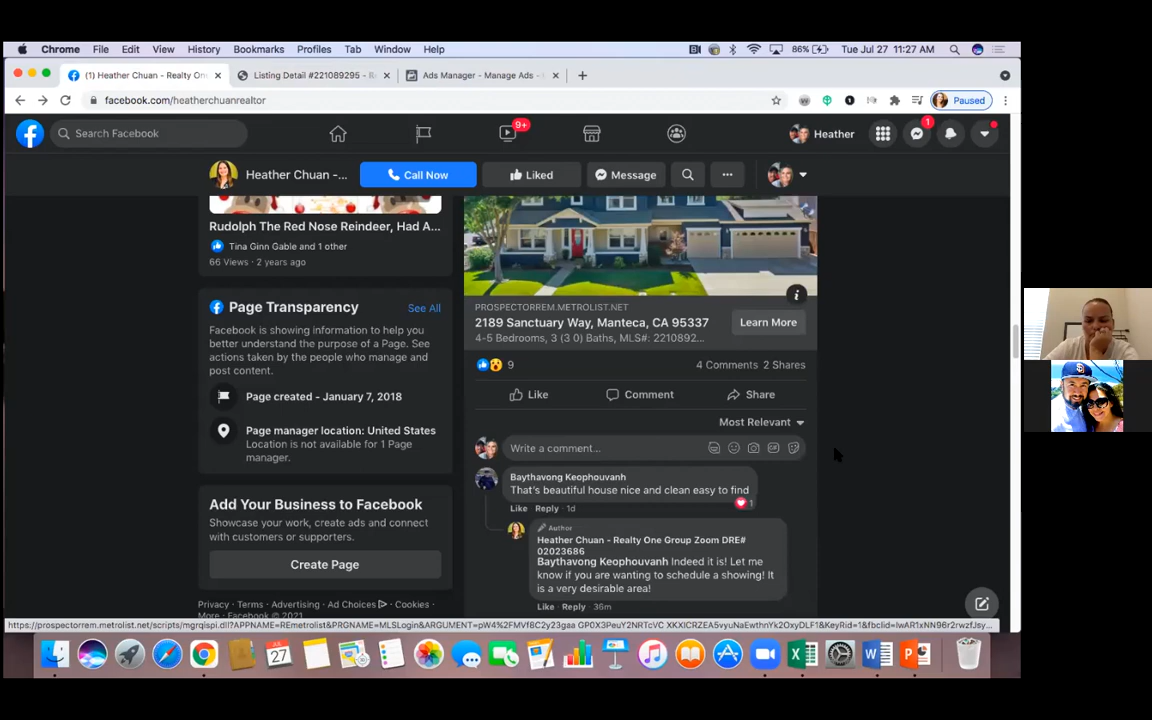 Chrome File Edit View History Bookmarks Profiles Tab Window Help 86% Tue Jul 27 11:27 AM
(1) Heather Chuan - Realty One
Listing Detail #221089295 - R
Ads Manager - Manage Ads -
facebook.com/heatherchuanrealtor
Paused
Search Facebook
9+
Heather
1
Heather Chuan -...
Call Now
Liked
Message
Rudolph The Red Nose Reindeer, Had A...
Tina Ginn Gable and 1 other
66 Views · 2 years ago
Page Transparency
See All
Facebook is showing information to help you
better understand the purpose of a Page. See
actions taken by the people who manage and
post content.
Page created - January 7, 2018
Page manager location: United States
Location is not available for 1 Page
manager.
Add Your Business to Facebook
Showcase your work, create ads and connect
with customers or supporters.
Create Page
Privacy · Terms · Advertising · Ad Choices · Cookies ·
More · Facebook © 2021
PROSPECTORREM.METROLIST.NET
2189 Sanctuary Way, Manteca, CA 95337
4-5 Bedrooms, 3 (3 0) Baths, MLS#: 2210892...
Learn More
9
4 Comments 2 Shares
Like
Comment
Share
Most Relevant
Write a comment...
Baythavong Keophouvanh
That's beautiful house nice and clean easy to find
1
Like Reply · 1d
Author
Heather Chuan - Realty One Group Zoom DRE#
02023686
Baythavong Keophouvanh Indeed it is! Let me
know if you are wanting to schedule a showing! It
is a very desirable area!
Like · Reply · 36m
JUL
27